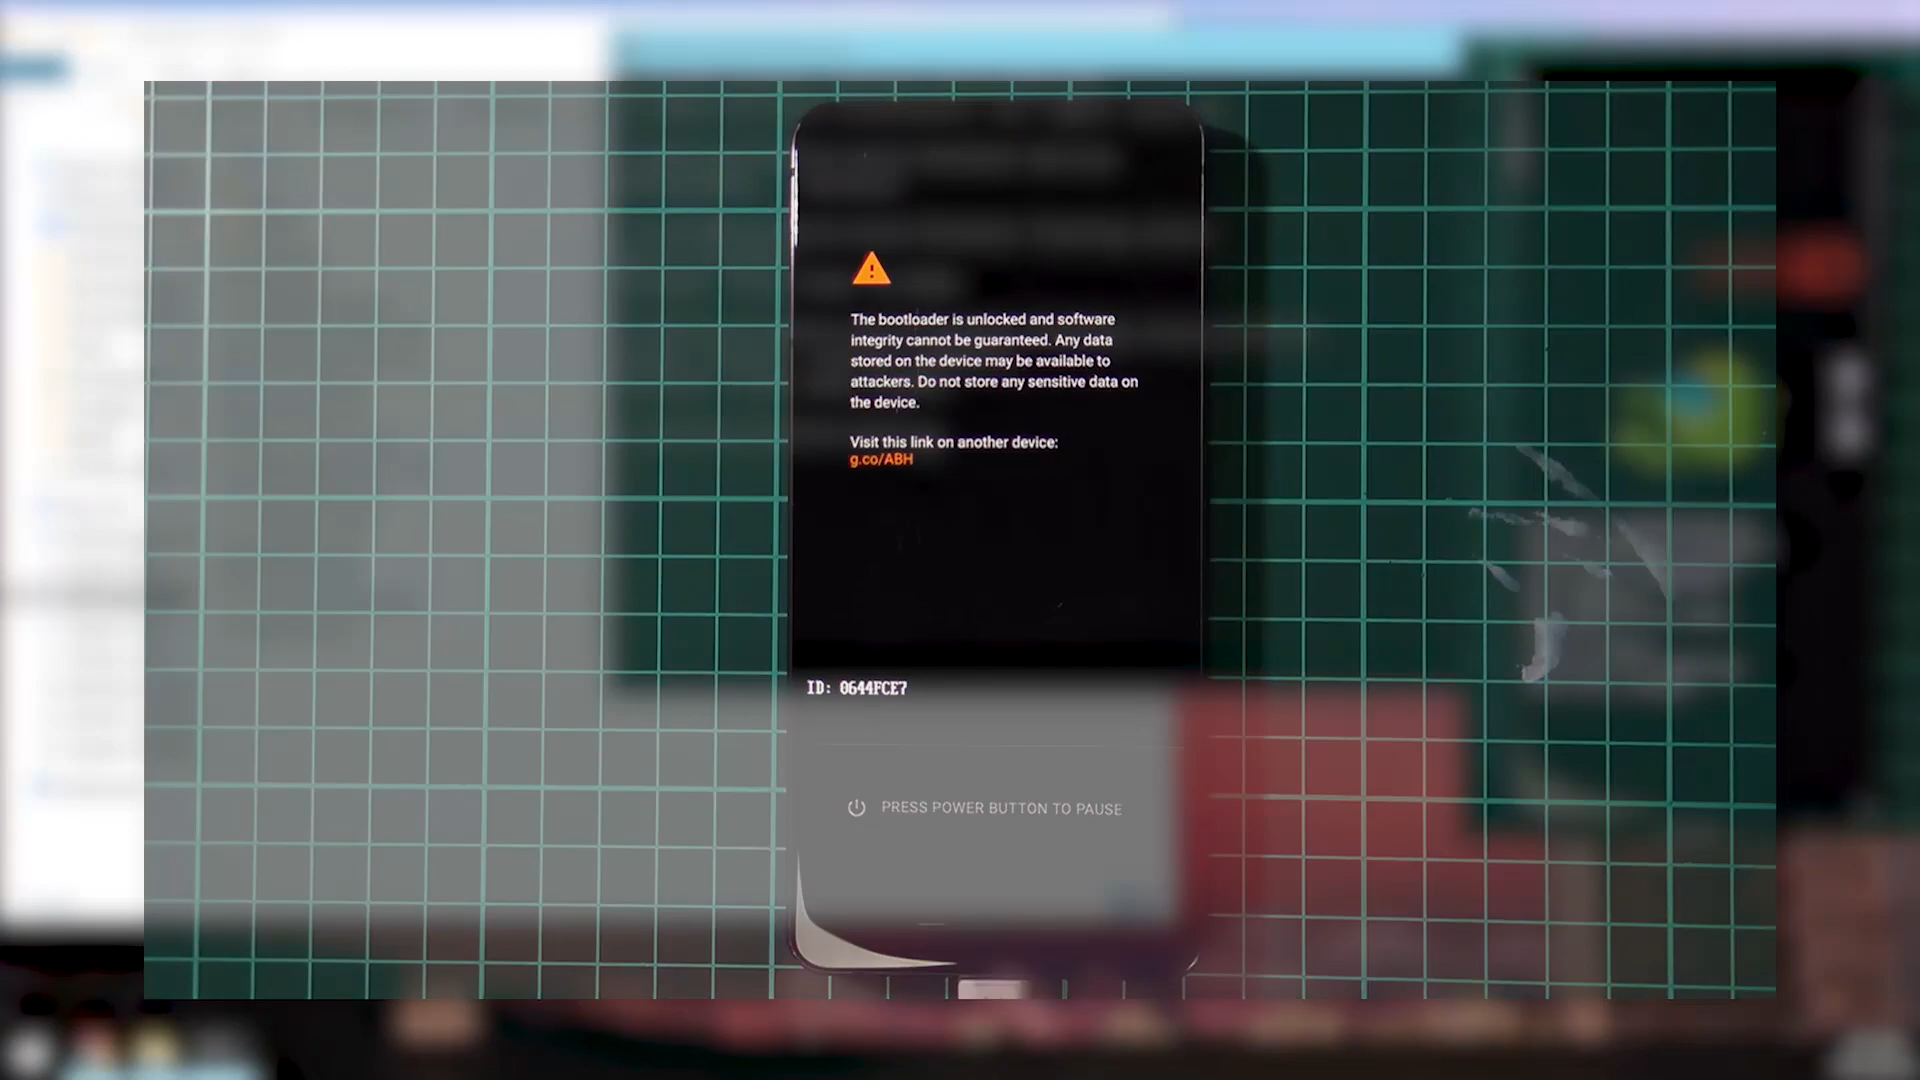 The bootloader is unlocked and software
integrity cannot be guaranteed. Any data
stored on the device may be available to
attackers. Do not store any sensitive data on
the device.
Visit this link on another device:
g.co/ABH
ID: 0644FCE7
PRESS POWER BUTTON TO PAUSE